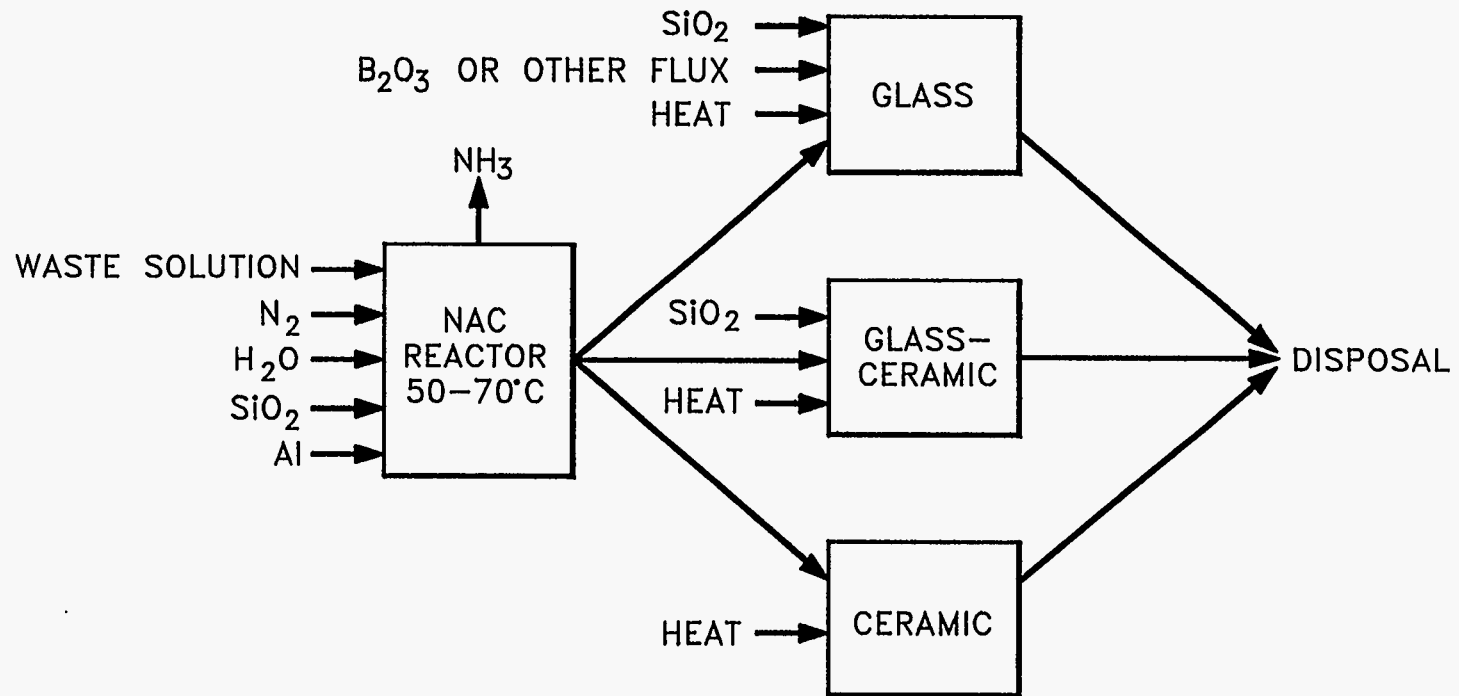 SiO₂
B₂O₃ OR OTHER FLUX
HEAT
GLASS
NH₃
WASTE SOLUTION
N₂
H₂O
SiO₂
Al
NAC
REACTOR
50–70°C
SiO₂
HEAT
GLASS–
CERAMIC
DISPOSAL
HEAT
CERAMIC